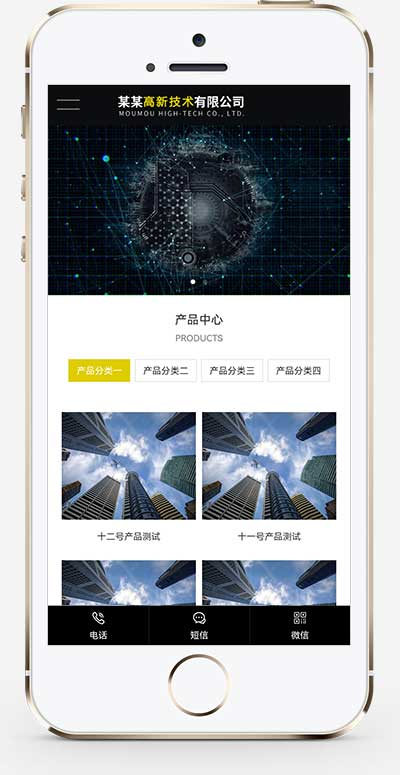 某某高新技术有限公司
MOUMOU HIGH-TECH CO., LTD.
产品中心
PRODUCTS
产品分类一 产品分类二 产品分类三 产品分类四
十二号产品测试 十一号产品测试
电话 短信 微信